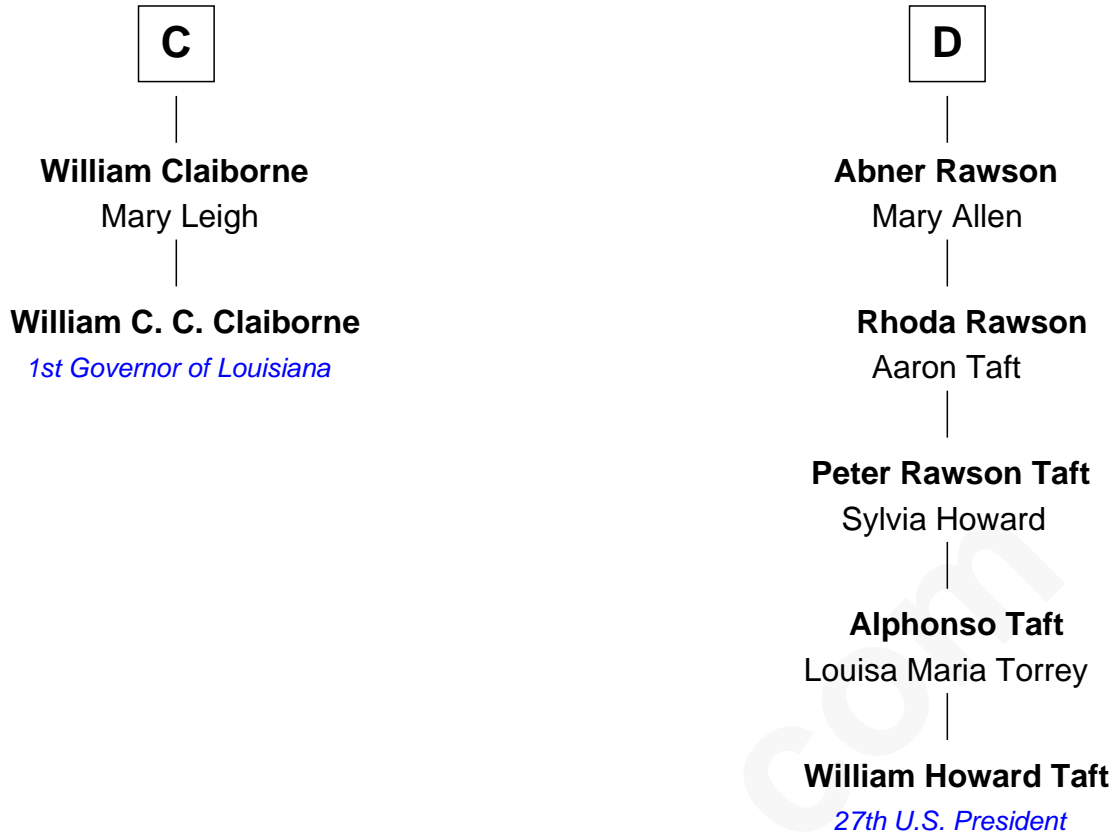 C
William Claiborne
Mary Leigh
William C. C. Claiborne
1st Governor of Louisiana
D
Abner Rawson
Mary Allen
Rhoda Rawson
Aaron Taft
Peter Rawson Taft
Sylvia Howard
Alphonso Taft
Louisa Maria Torrey
William Howard Taft
27th U.S. President
com